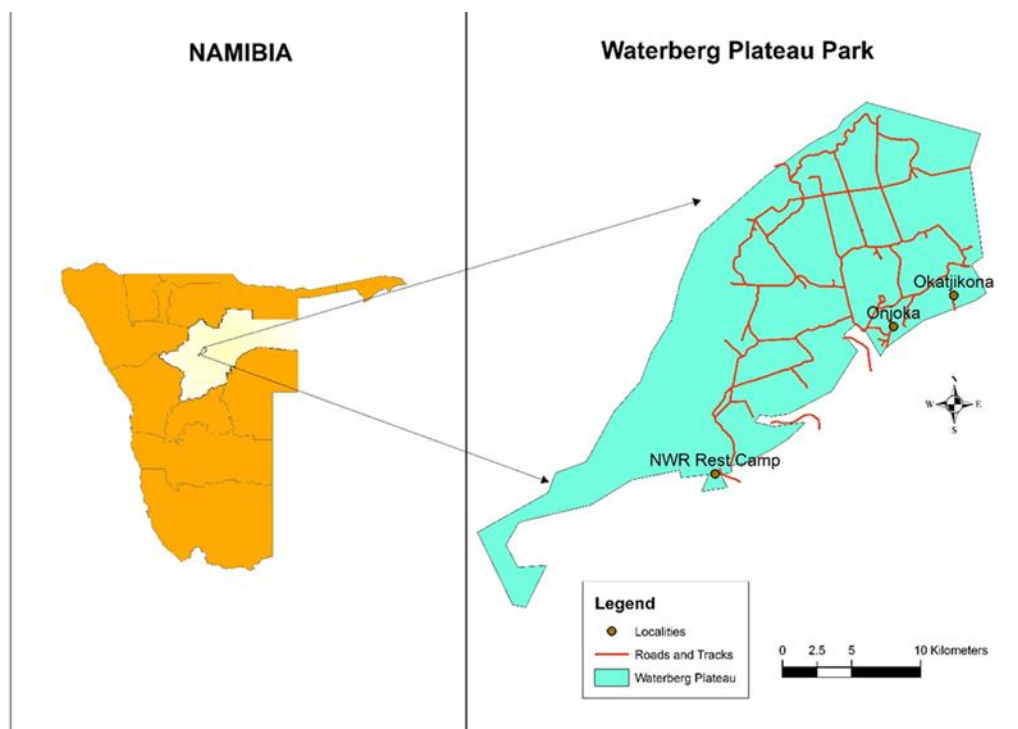 NAMIBIA
Waterberg Plateau Park
Okatjikona
Onjoka
N
W E
S
NWR Rest Camp
Legend
Localities
Roads and Tracks
Waterberg Plateau
0 2.5 5 10 Kilometers